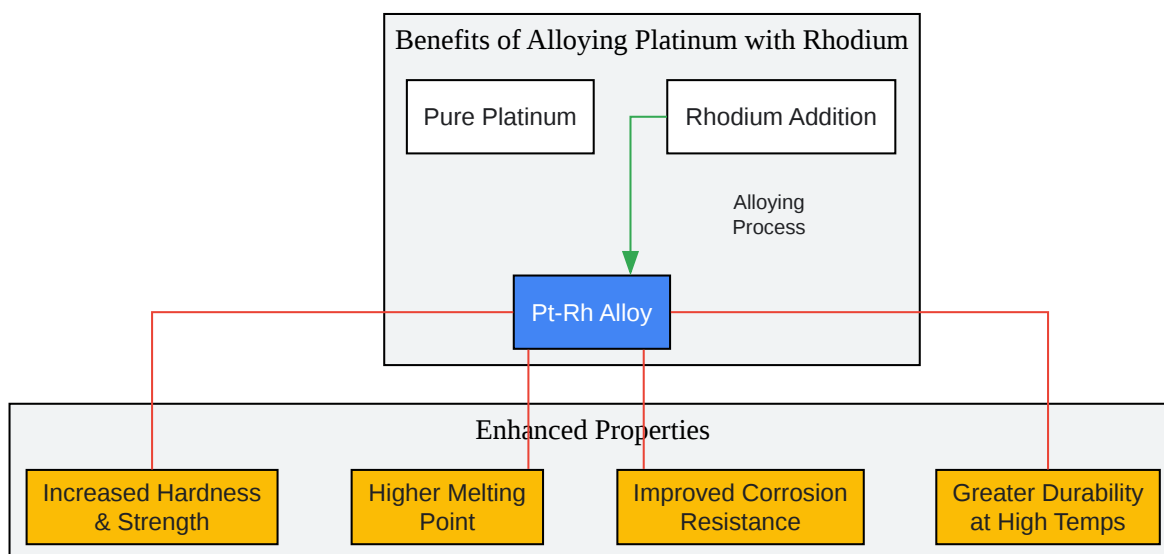 Benefits of Alloying Platinum with Rhodium
Pure Platinum
Rhodium Addition
Alloying
Process
Pt-Rh Alloy
Enhanced Properties
Increased Hardness
& Strength
Higher Melting
Point
Improved Corrosion
Resistance
Greater Durability
at High Temps